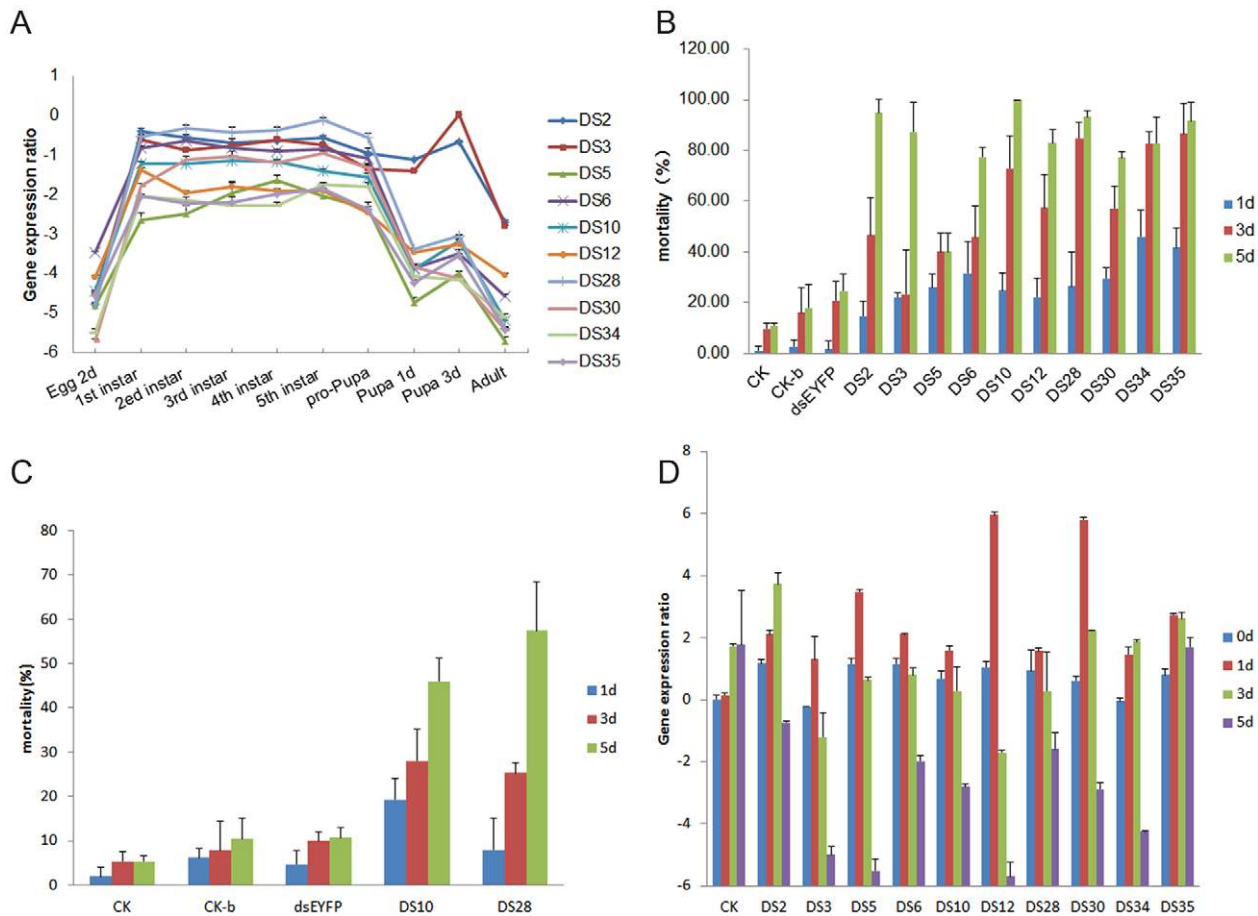 A
Gene expression ratio
1
0
-1
-2
-3
-4
-5
-6
Egg 2d
1st instar
2ed instar
3rd instar
4th instar
5th instar
pro-Pupa
Pupa 1d
Pupa 3d
Adult
DS2
DS3
DS5
DS6
DS10
DS12
DS28
DS30
DS34
DS35
B
mortality (%)
120.00
100.00
80.00
60.00
40.00
20.00
0.00
CK
CK-b
dsEYFP
DS2
DS3
DS5
DS6
DS10
DS12
DS28
DS30
DS34
DS35
1d
3d
5d
C
mortality(%)
80
70
60
50
40
30
20
10
0
CK CK-b dsEYFP DS10 DS28
1d
3d
5d
D
Gene expression ratio
8
6
4
2
0
-2
-4
-6
CK DS2 DS3 DS5 DS6 DS10 DS12 DS28 DS30 DS34 DS35
0d
1d
3d
5d